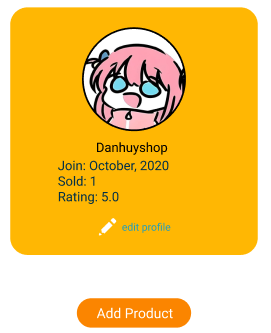 Danhuyshop
Join: October, 2020
Sold: 1
Rating: 5.0
edit profile
Add Product